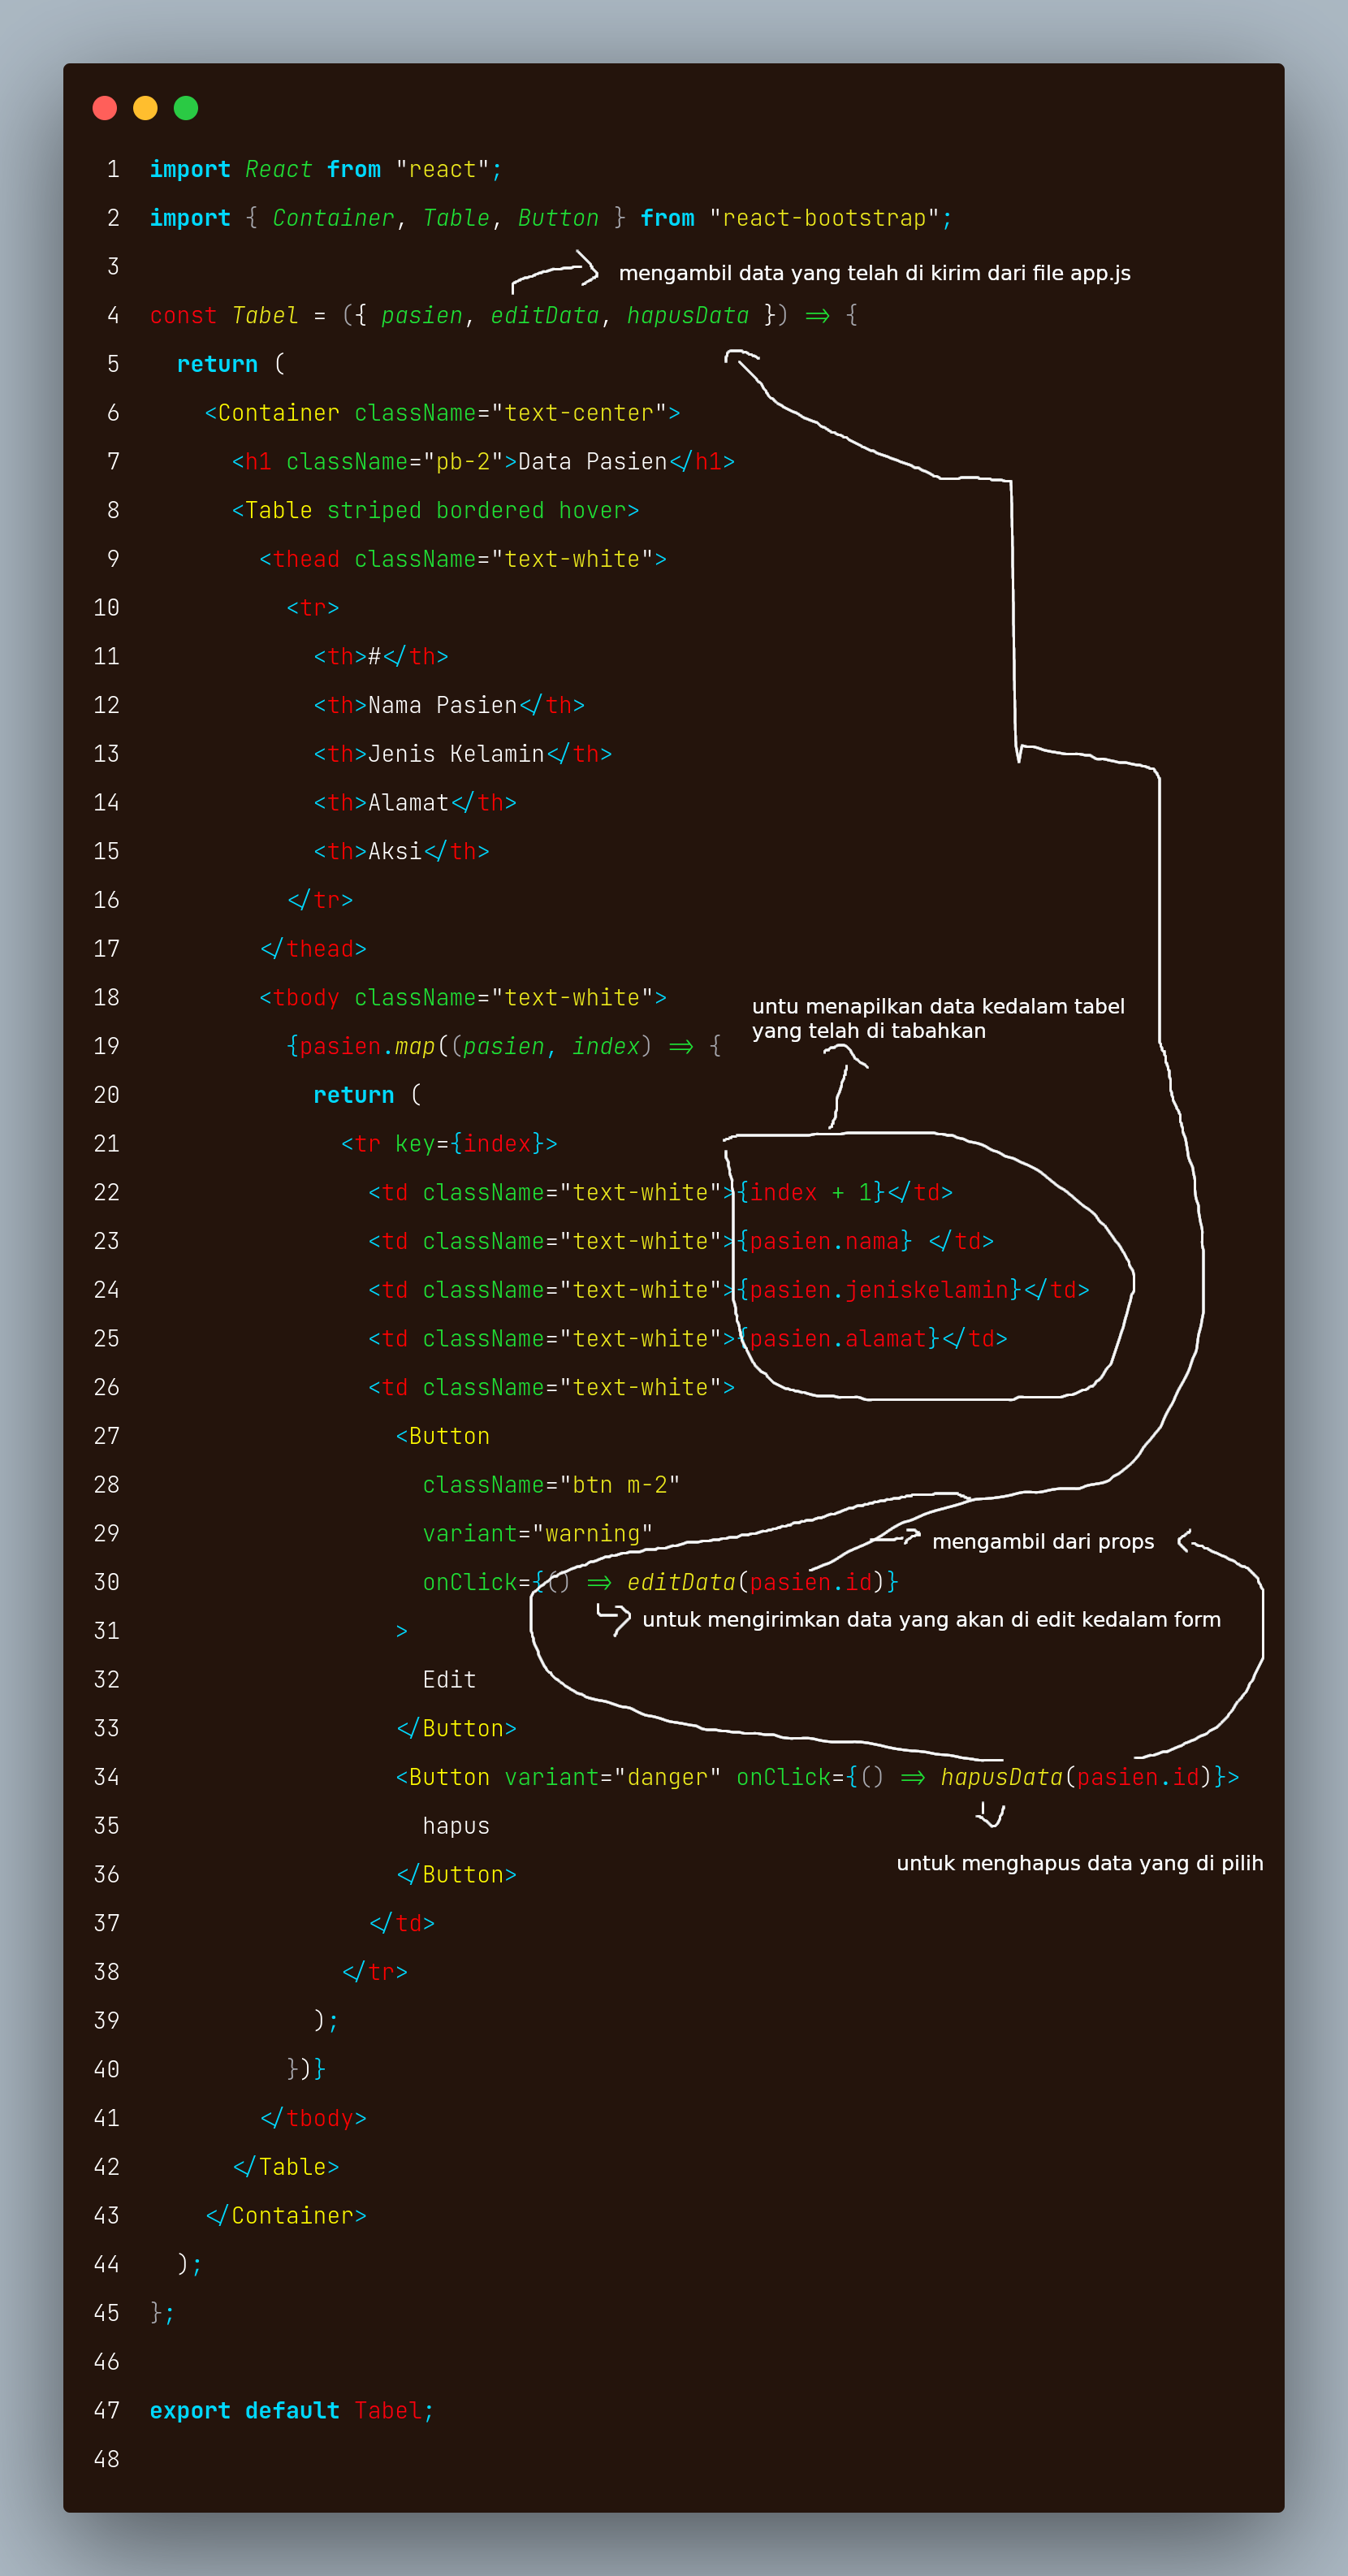 1 import React from "react";
2 import { Container, Table, Button } from "react-bootstrap";
3
mengambil data yang telah di kirim dari file app.js
4 const Tabel = ({ pasien, editData, hapusData }) => {
5   return (
6     <Container className="text-center">
7       <h1 className="pb-2">Data Pasien</h1>
8       <Table striped bordered hover>
9         <thead className="text-white">
10           <tr>
11             <th>#</th>
12             <th>Nama Pasien</th>
13             <th>Jenis Kelamin</th>
14             <th>Alamat</th>
15             <th>Aksi</th>
16           </tr>
17         </thead>
18         <tbody className="text-white">
untu menapilkan data kedalam tabel
yang telah di tabahkan
19           {pasien.map((pasien, index) => {
20             return (
21               <tr key={index}>
22                 <td className="text-white">{index + 1}</td>
23                 <td className="text-white">{pasien.nama} </td>
24                 <td className="text-white">{pasien.jeniskelamin}</td>
25                 <td className="text-white">{pasien.alamat}</td>
26                 <td className="text-white">
27                   <Button
28                     className="btn m-2"
29                     variant="warning"
mengambil dari props
30                     onClick={() => editData(pasien.id)}
untuk mengirimkan data yang akan di edit kedalam form
31                   >
32                     Edit
33                   </Button>
34                   <Button variant="danger" onClick={() => hapusData(pasien.id)}>
35                     hapus
untuk menghapus data yang di pilih
36                   </Button>
37                 </td>
38               </tr>
39             );
40           })}
41         </tbody>
42       </Table>
43     </Container>
44   );
45 };
46
47 export default Tabel;
48